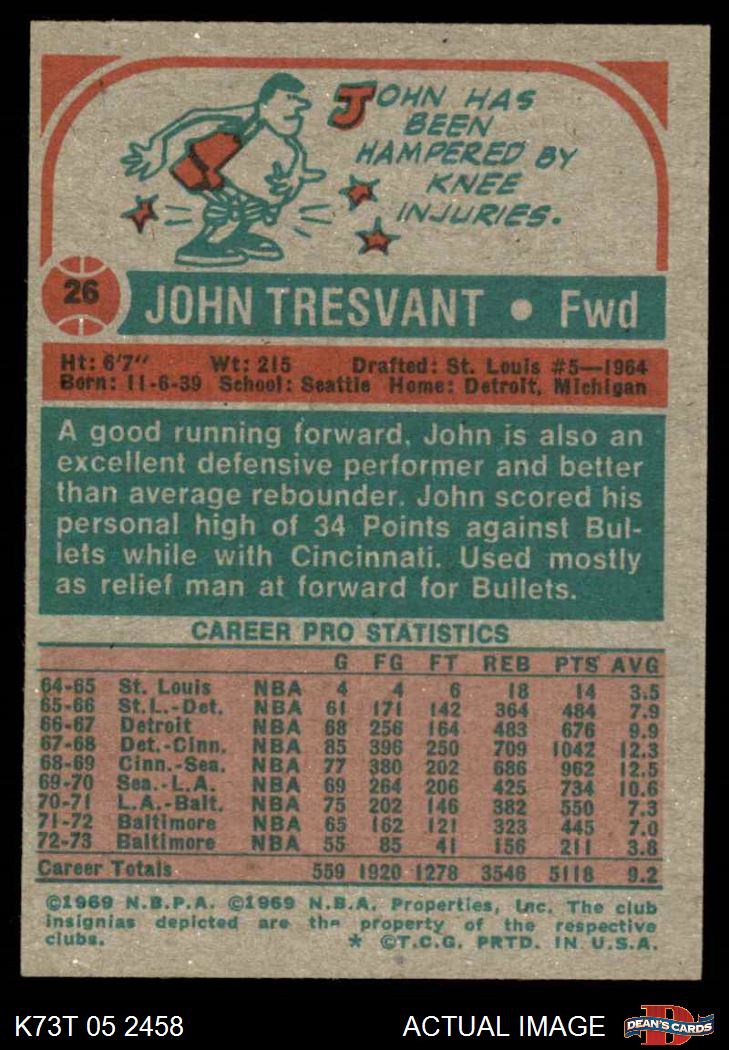 JOHN HAS
BEEN
HAMPERED BY
KNEE
INJURIES.
26
JOHN TRESVANT • Fwd
Ht: 6'7" Wt: 215 Drafted: St. Louis #5—1964
Born: 11-6-39 School: Seattle Home: Detroit, Michigan
A good running forward, John is also an
excellent defensive performer and better
than average rebounder. John scored his
personal high of 34 Points against Bul-
lets while with Cincinnati. Used mostly
as relief man at forward for Bullets.
CAREER PRO STATISTICS
G FG FT REB PTS AVG
64-65 St. Louis NBA 4 4 6 18 14 3.5
65-66 St.L.-Det. NBA 61 171 142 364 484 7.9
66-67 Detroit NBA 68 256 164 483 676 9.9
67-68 Det.-Cinn. NBA 85 396 250 709 1042 12.3
68-69 Cinn.-Sea. NBA 77 380 202 686 962 12.5
69-70 Sea.-L.A. NBA 69 264 206 425 734 10.6
70-71 L.A.-Balt. NBA 75 202 146 382 550 7.3
71-72 Baltimore NBA 65 162 121 323 445 7.0
72-73 Baltimore NBA 55 85 41 156 211 3.8
Career Totals 559 1920 1278 3546 5118 9.2
©1969 N.B.P.A. ©1969 N.B.A. Properties, Inc. The club
insignias depicted are the property of the respective
clubs. * ©T.C.G. PRTD. IN U.S.A.
K73T 05 2458 ACTUAL IMAGE D DEAN'S CARDS